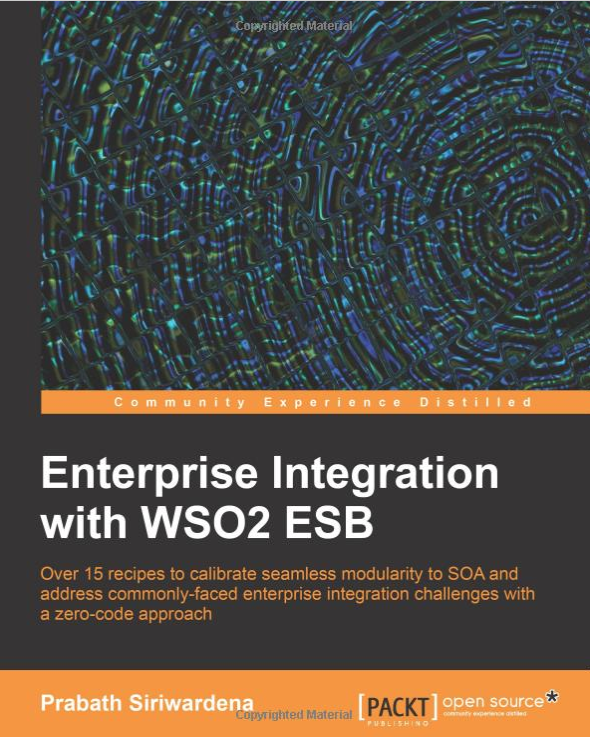 Copyrighted Material
Community Experience Distilled
Enterprise Integration
with WSO2 ESB
Over 15 recipes to calibrate seamless modularity to SOA and
address commonly-faced enterprise integration challenges with
a zero-code approach
Prabath Siriwardena
Copyrighted Material
[PACKT] open source*
PUBLISHING community experience distilled